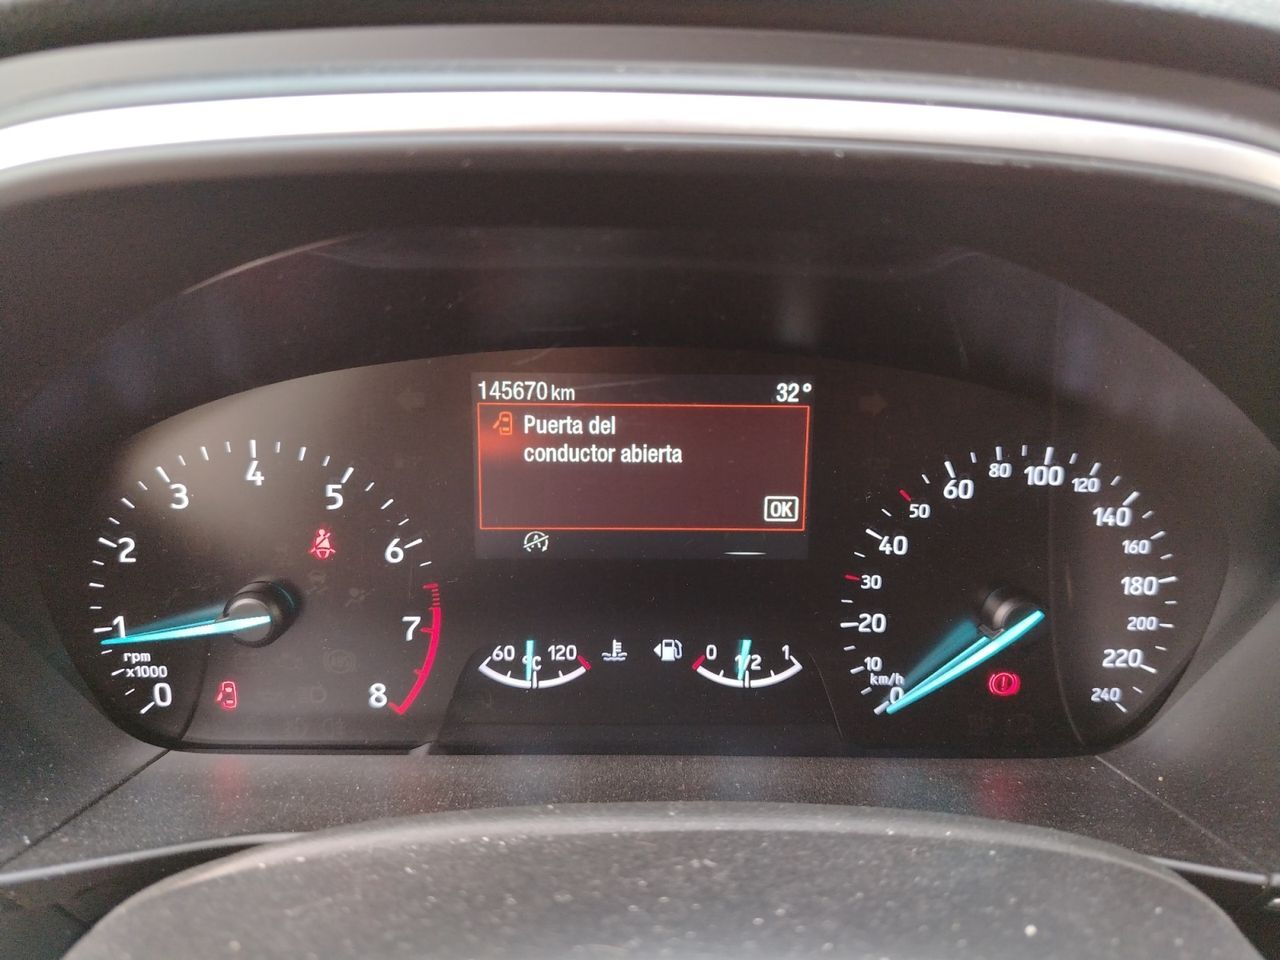 145670 km 32°
Puerta del
conductor abierta
OK
0 1 2 3 4 5 6 7 8
rpm
x1000
60 °C 120
0 1/2 1
0 10 20 30 40 50 60 80 100 120 140 160 180 200 220 240
km/h